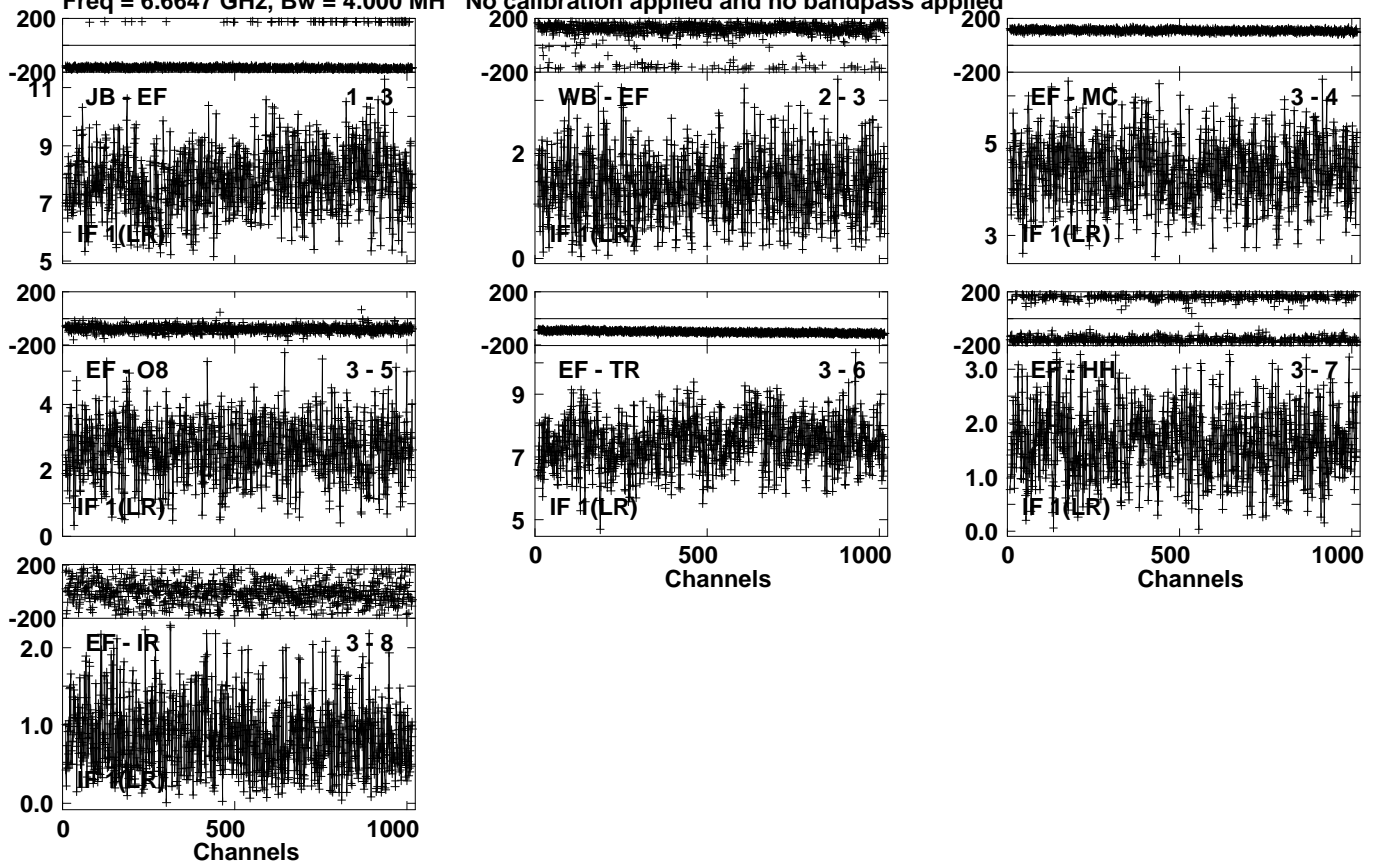 Freq = 6.6647 GHz, Bw = 4.000 MH No calibration applied and no bandpass applied
200
-200
11
9
7
5
JB - EF 1 - 3
IF 1(LR)
200
-200
2
0
WB - EF 2 - 3
IF 1(LR)
200
-200
5
3
EF - MC 3 - 4
IF 1(LR)
200
-200
4
2
0
EF - O8 3 - 5
IF 1(LR)
200
-200
9
7
5
EF - TR 3 - 6
IF 1(LR)
0 500 1000
Channels
200
-200
3.0
2.0
1.0
0.0
EF - HH 3 - 7
IF 1(LR)
0 500 1000
Channels
200
-200
2.0
1.0
0.0
EF - IR 3 - 8
IF 1(LR)
0 500 1000
Channels